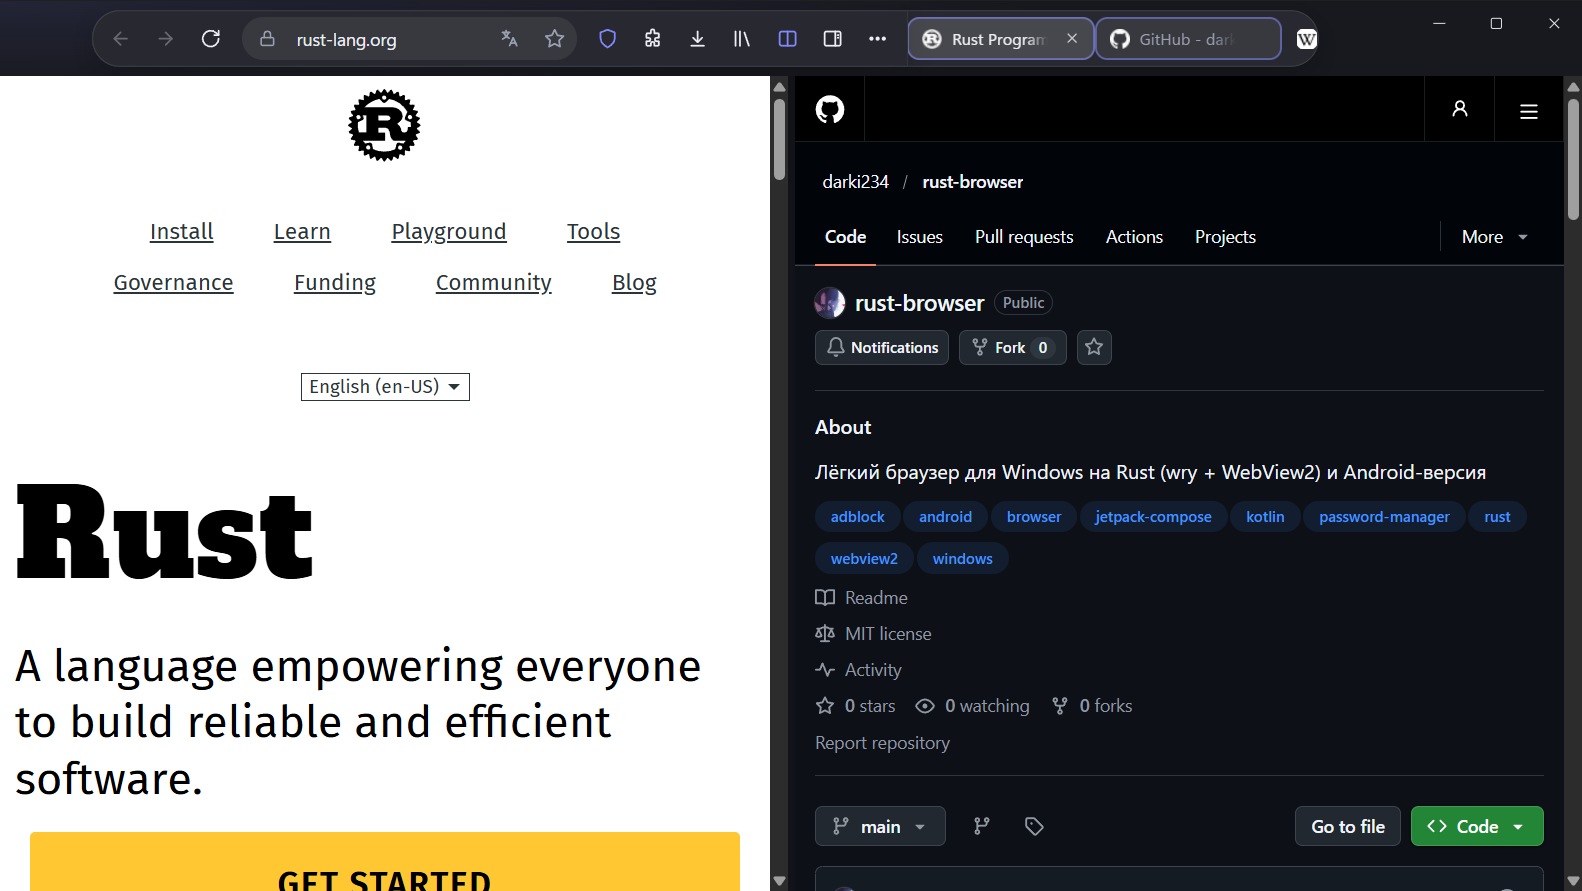 rust-lang.org
Rust Program
GitHub - dark
W
R
Install Learn Playground Tools
Governance Funding Community Blog
English (en-US)
Rust
A language empowering everyone
to build reliable and efficient
software.
GET STARTED
darki234 / rust-browser
Code Issues Pull requests Actions Projects More
rust-browser Public
Notifications Fork 0
About
Лёгкий браузер для Windows на Rust (wry + WebView2) и Android-версия
adblock android browser jetpack-compose kotlin password-manager rust
webview2 windows
Readme
MIT license
Activity
0 stars 0 watching 0 forks
Report repository
main Go to file Code